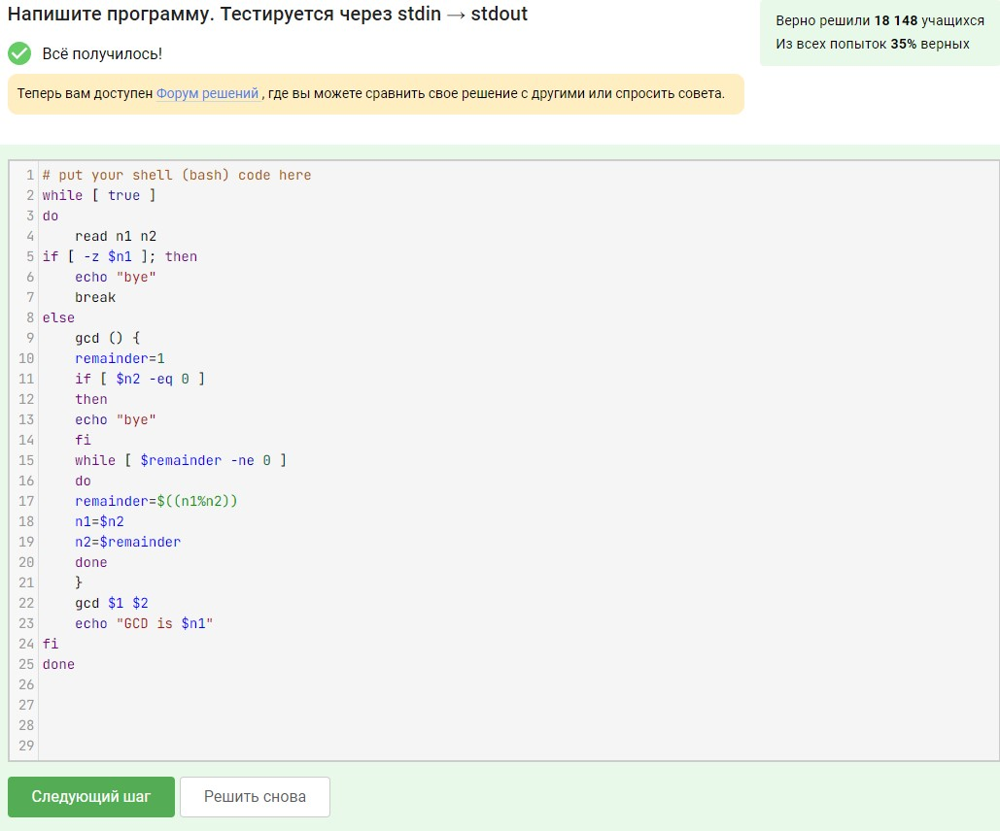 Напишите программу. Тестируется через stdin → stdout
Верно решили 18 148 учащихся
Из всех попыток 35% верных
Всё получилось!
Теперь вам доступен Форум решений , где вы можете сравнить свое решение с другими или спросить совета.
1 # put your shell (bash) code here
2 while [ true ]
3 do
4     read n1 n2
5 if [ -z $n1 ]; then
6     echo "bye"
7     break
8 else
9     gcd () {
10     remainder=1
11     if [ $n2 -eq 0 ]
12     then
13     echo "bye"
14     fi
15     while [ $remainder -ne 0 ]
16     do
17     remainder=$((n1%n2))
18     n1=$n2
19     n2=$remainder
20     done
21     }
22     gcd $1 $2
23     echo "GCD is $n1"
24 fi
25 done
26
27
28
29
Следующий шаг
Решить снова